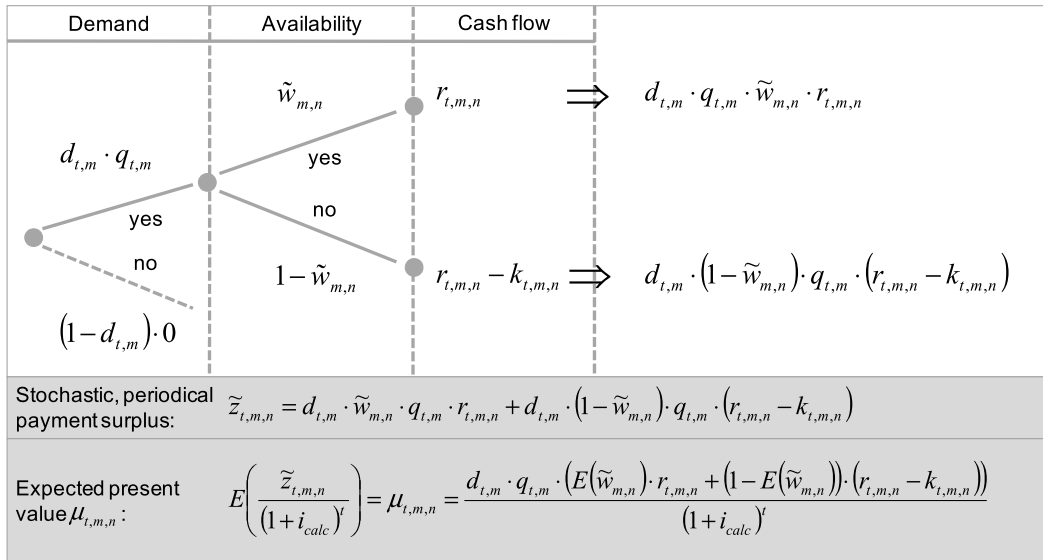 Demand Availability Cash flow
w̃_{m,n} r_{t,m,n} ⇒ d_{t,m} · q_{t,m} · w̃_{m,n} · r_{t,m,n}
d_{t,m} · q_{t,m}
yes
no
yes
no
1 − w̃_{m,n} r_{t,m,n} − k_{t,m,n} ⇒ d_{t,m} · (1 − w̃_{m,n}) · q_{t,m} · (r_{t,m,n} − k_{t,m,n})
(1 − d_{t,m}) · 0
Stochastic, periodical
payment surplus: z̃_{t,m,n} = d_{t,m} · w̃_{m,n} · q_{t,m} · r_{t,m,n} + d_{t,m} · (1 − w̃_{m,n}) · q_{t,m} · (r_{t,m,n} − k_{t,m,n})
Expected present
value μ_{t,m,n} : E( z̃_{t,m,n} / (1 + i_{calc})^t ) = μ_{t,m,n} = d_{t,m} · q_{t,m} · (E(w̃_{m,n}) · r_{t,m,n} + (1 − E(w̃_{m,n})) · (r_{t,m,n} − k_{t,m,n})) / (1 + i_{calc})^t